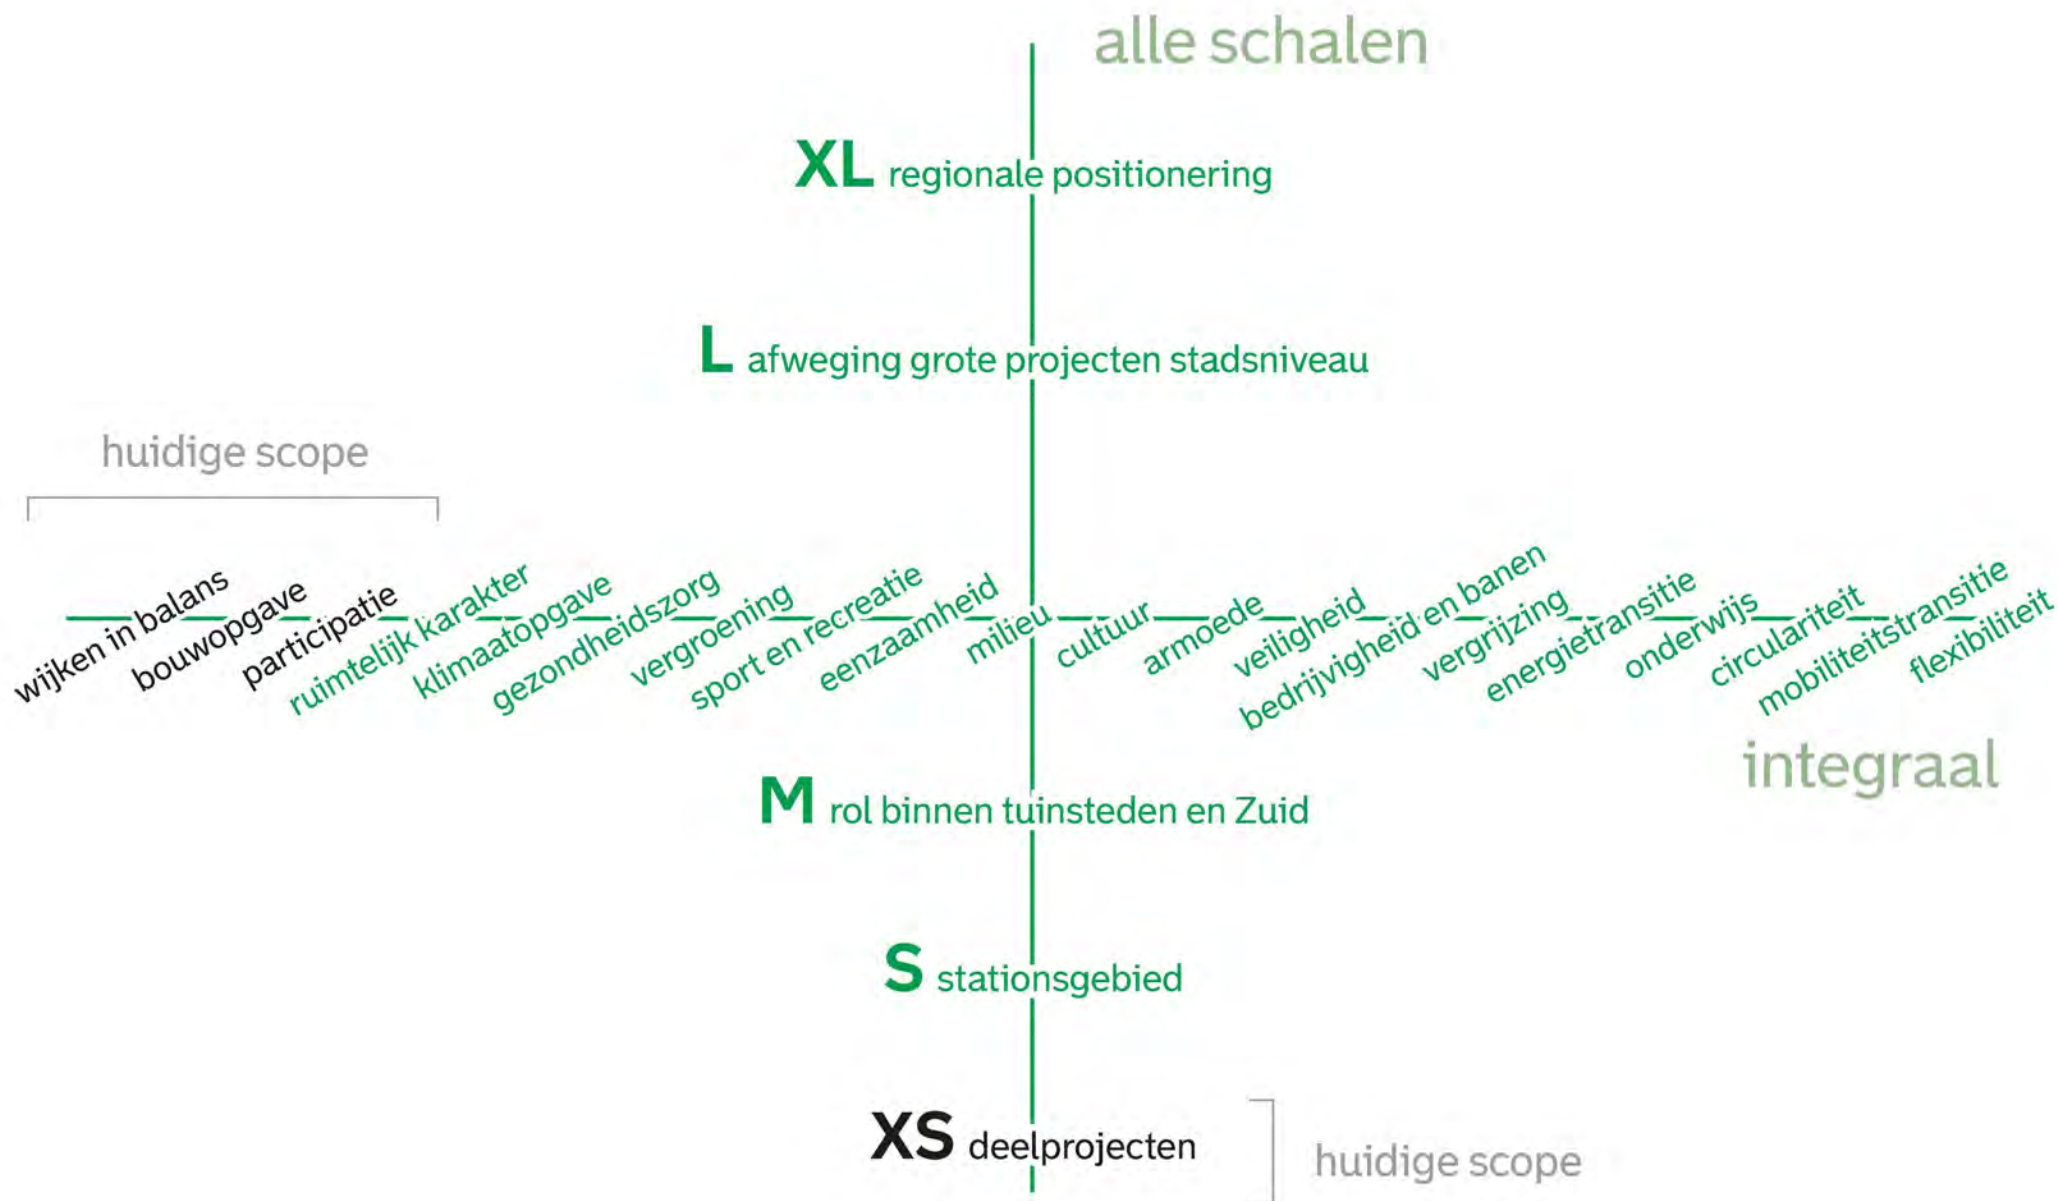 alle schalen
XL regionale positionering
L afweging grote projecten stadsniveau
huidige scope
wijken in balans
bouwopgave
participatie
ruimtelijk karakter
klimaatopgave
gezondheidszorg
vergroening
sport en recreatie
eenzaamheid
milieu
cultuur
armoede
veiligheid
bedrijvigheid en banen
vergrijzing
energietransitie
onderwijs
circulariteit
mobiliteitstransitie
flexibiliteit
integraal
M rol binnen tuinsteden en Zuid
S stationsgebied
XS deelprojecten
huidige scope